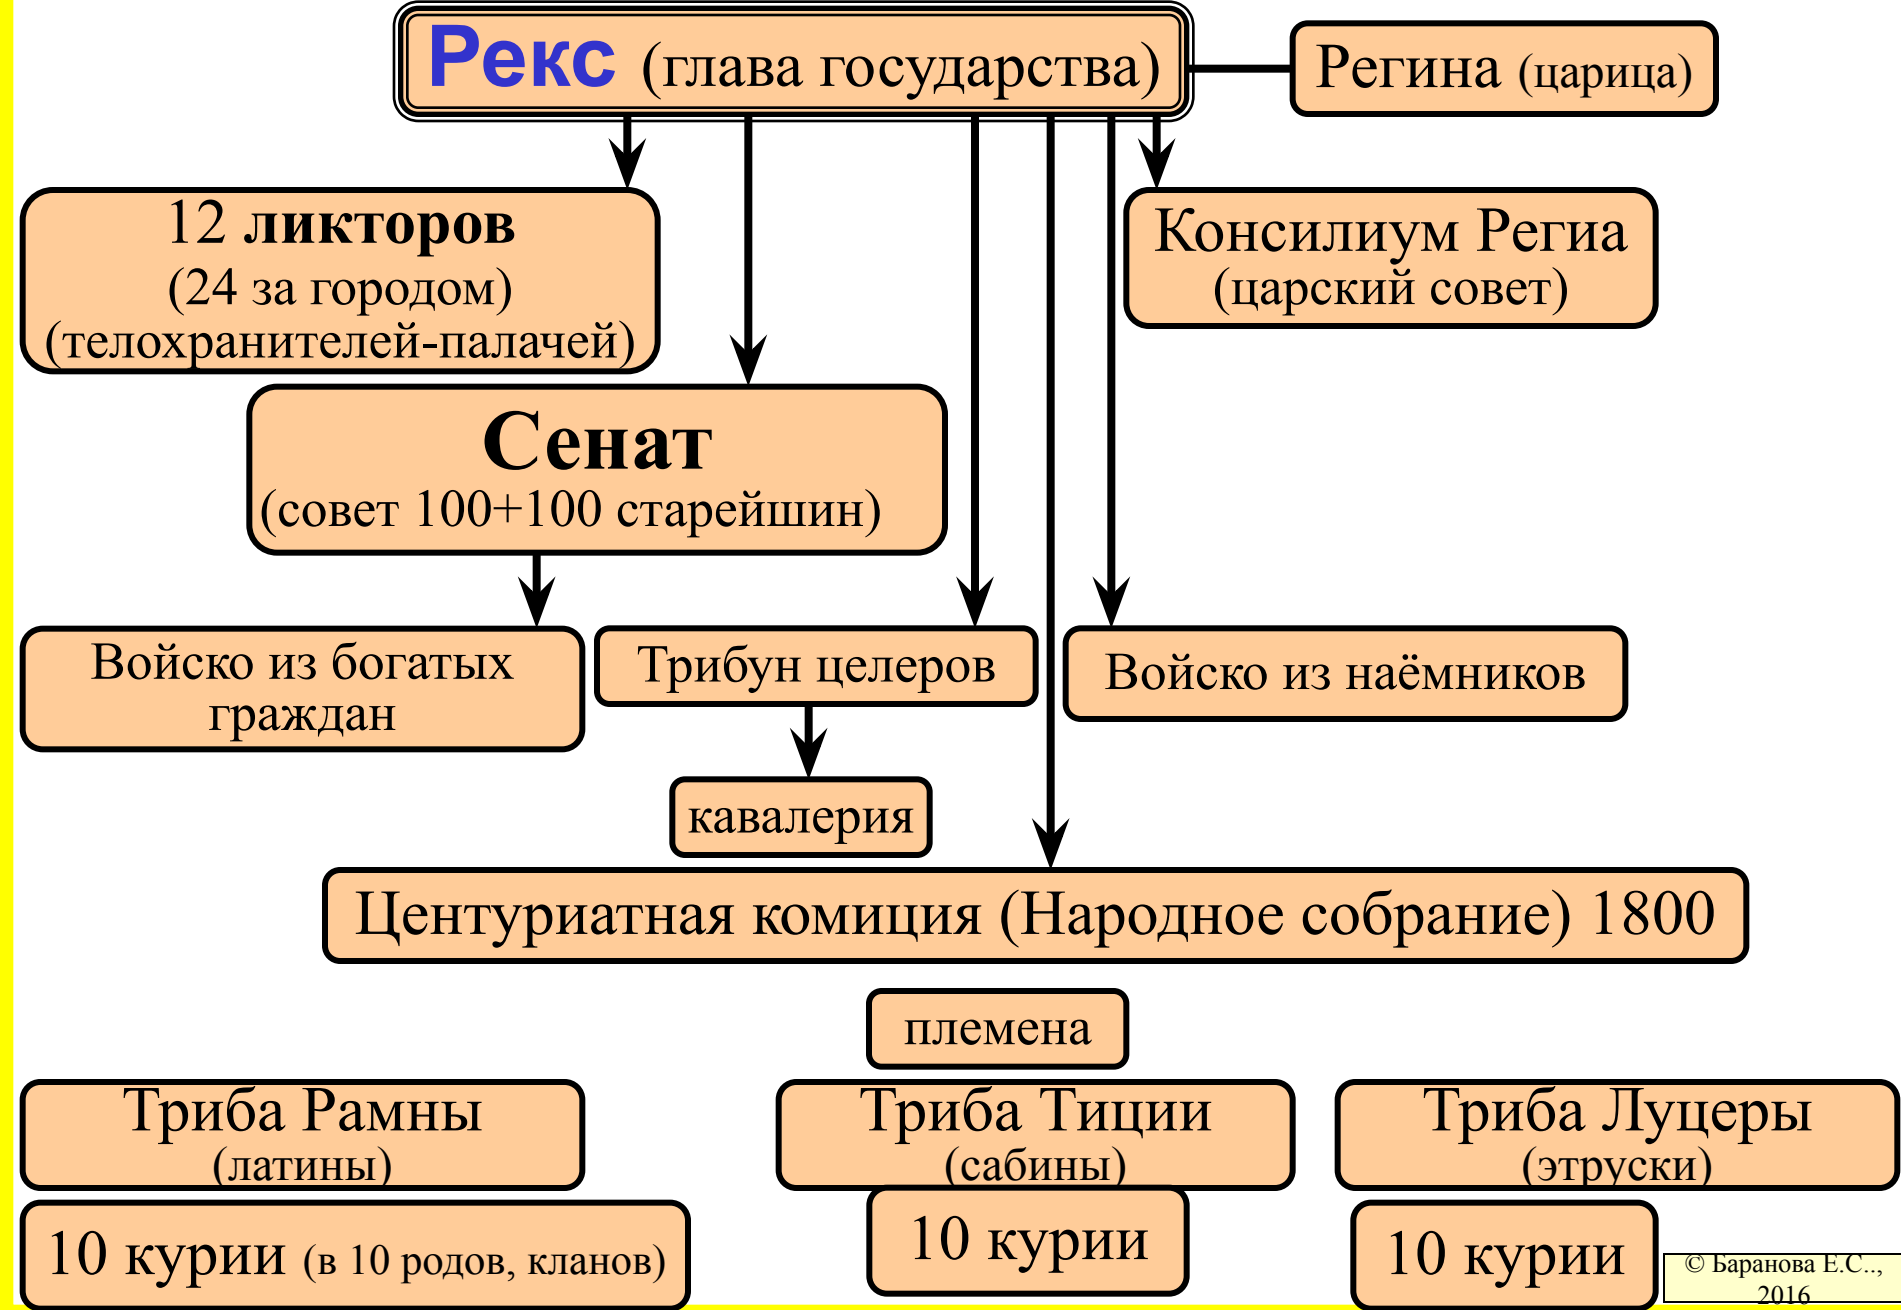 Рекс (глава государства)
Регина (царица)
12 ликторов
(24 за городом)
(телохранителей-палачей)
Консилиум Региа
(царский совет)
Сенат
(совет 100+100 старейшин)
Войско из богатых
граждан
Трибун целеров
Войско из наёмников
кавалерия
Центуриатная комиция (Народное собрание) 1800
племена
Триба Рамны
(латины)
Триба Тиции
(сабины)
Триба Луцеры
(этруски)
10 курии (в 10 родов, кланов)
10 курии
10 курии
© Баранова Е.С..,
2016